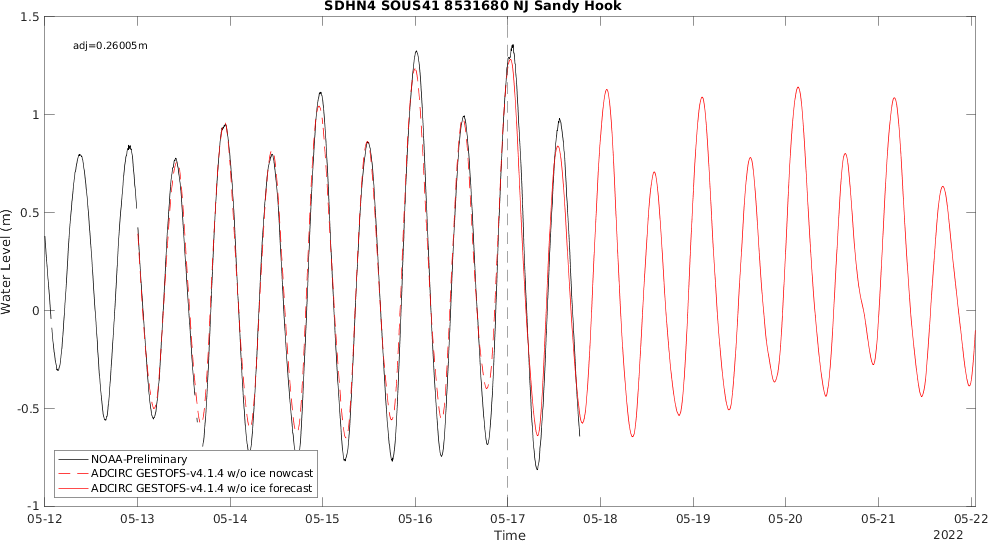 SDHN4 SOUS41 8531680 NJ Sandy Hook
adj=0.26005m
1.5
1
0.5
0
-0.5
-1
Water Level (m)
NOAA-Preliminary
ADCIRC GESTOFS-v4.1.4 w/o ice nowcast
ADCIRC GESTOFS-v4.1.4 w/o ice forecast
05-12 05-13 05-14 05-15 05-16 05-17 05-18 05-19 05-20 05-21 05-22
Time
2022